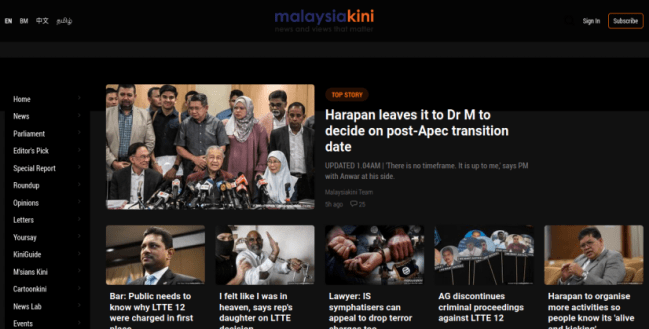 EN BM 中文 தமிழ்
malaysiakini
news and views that matter
Sign In
Subscribe
Home
News
Parliament
Editor's Pick
Special Report
Roundup
Opinions
Letters
Yoursay
KiniGuide
M'sians Kini
Cartoonkini
News Lab
Events
TOP STORY
Harapan leaves it to Dr M to
decide on post-Apec transition
date
UPDATED 1.04AM | 'There is no timeframe. It is up to me,' says PM
with Anwar at his side.
Malaysiakini Team
9h ago 25
Bar: Public needs to
know why LTTE 12
were charged in first
place
I felt like I was in
heaven, says rep's
daughter on LTTE
decision
Lawyer: IS
symphatisers can
appeal to drop terror
charges too
AG discontinues
criminal proceedings
against LTTE 12
Harapan to organise
more activities so
people know its 'alive
and kicking'